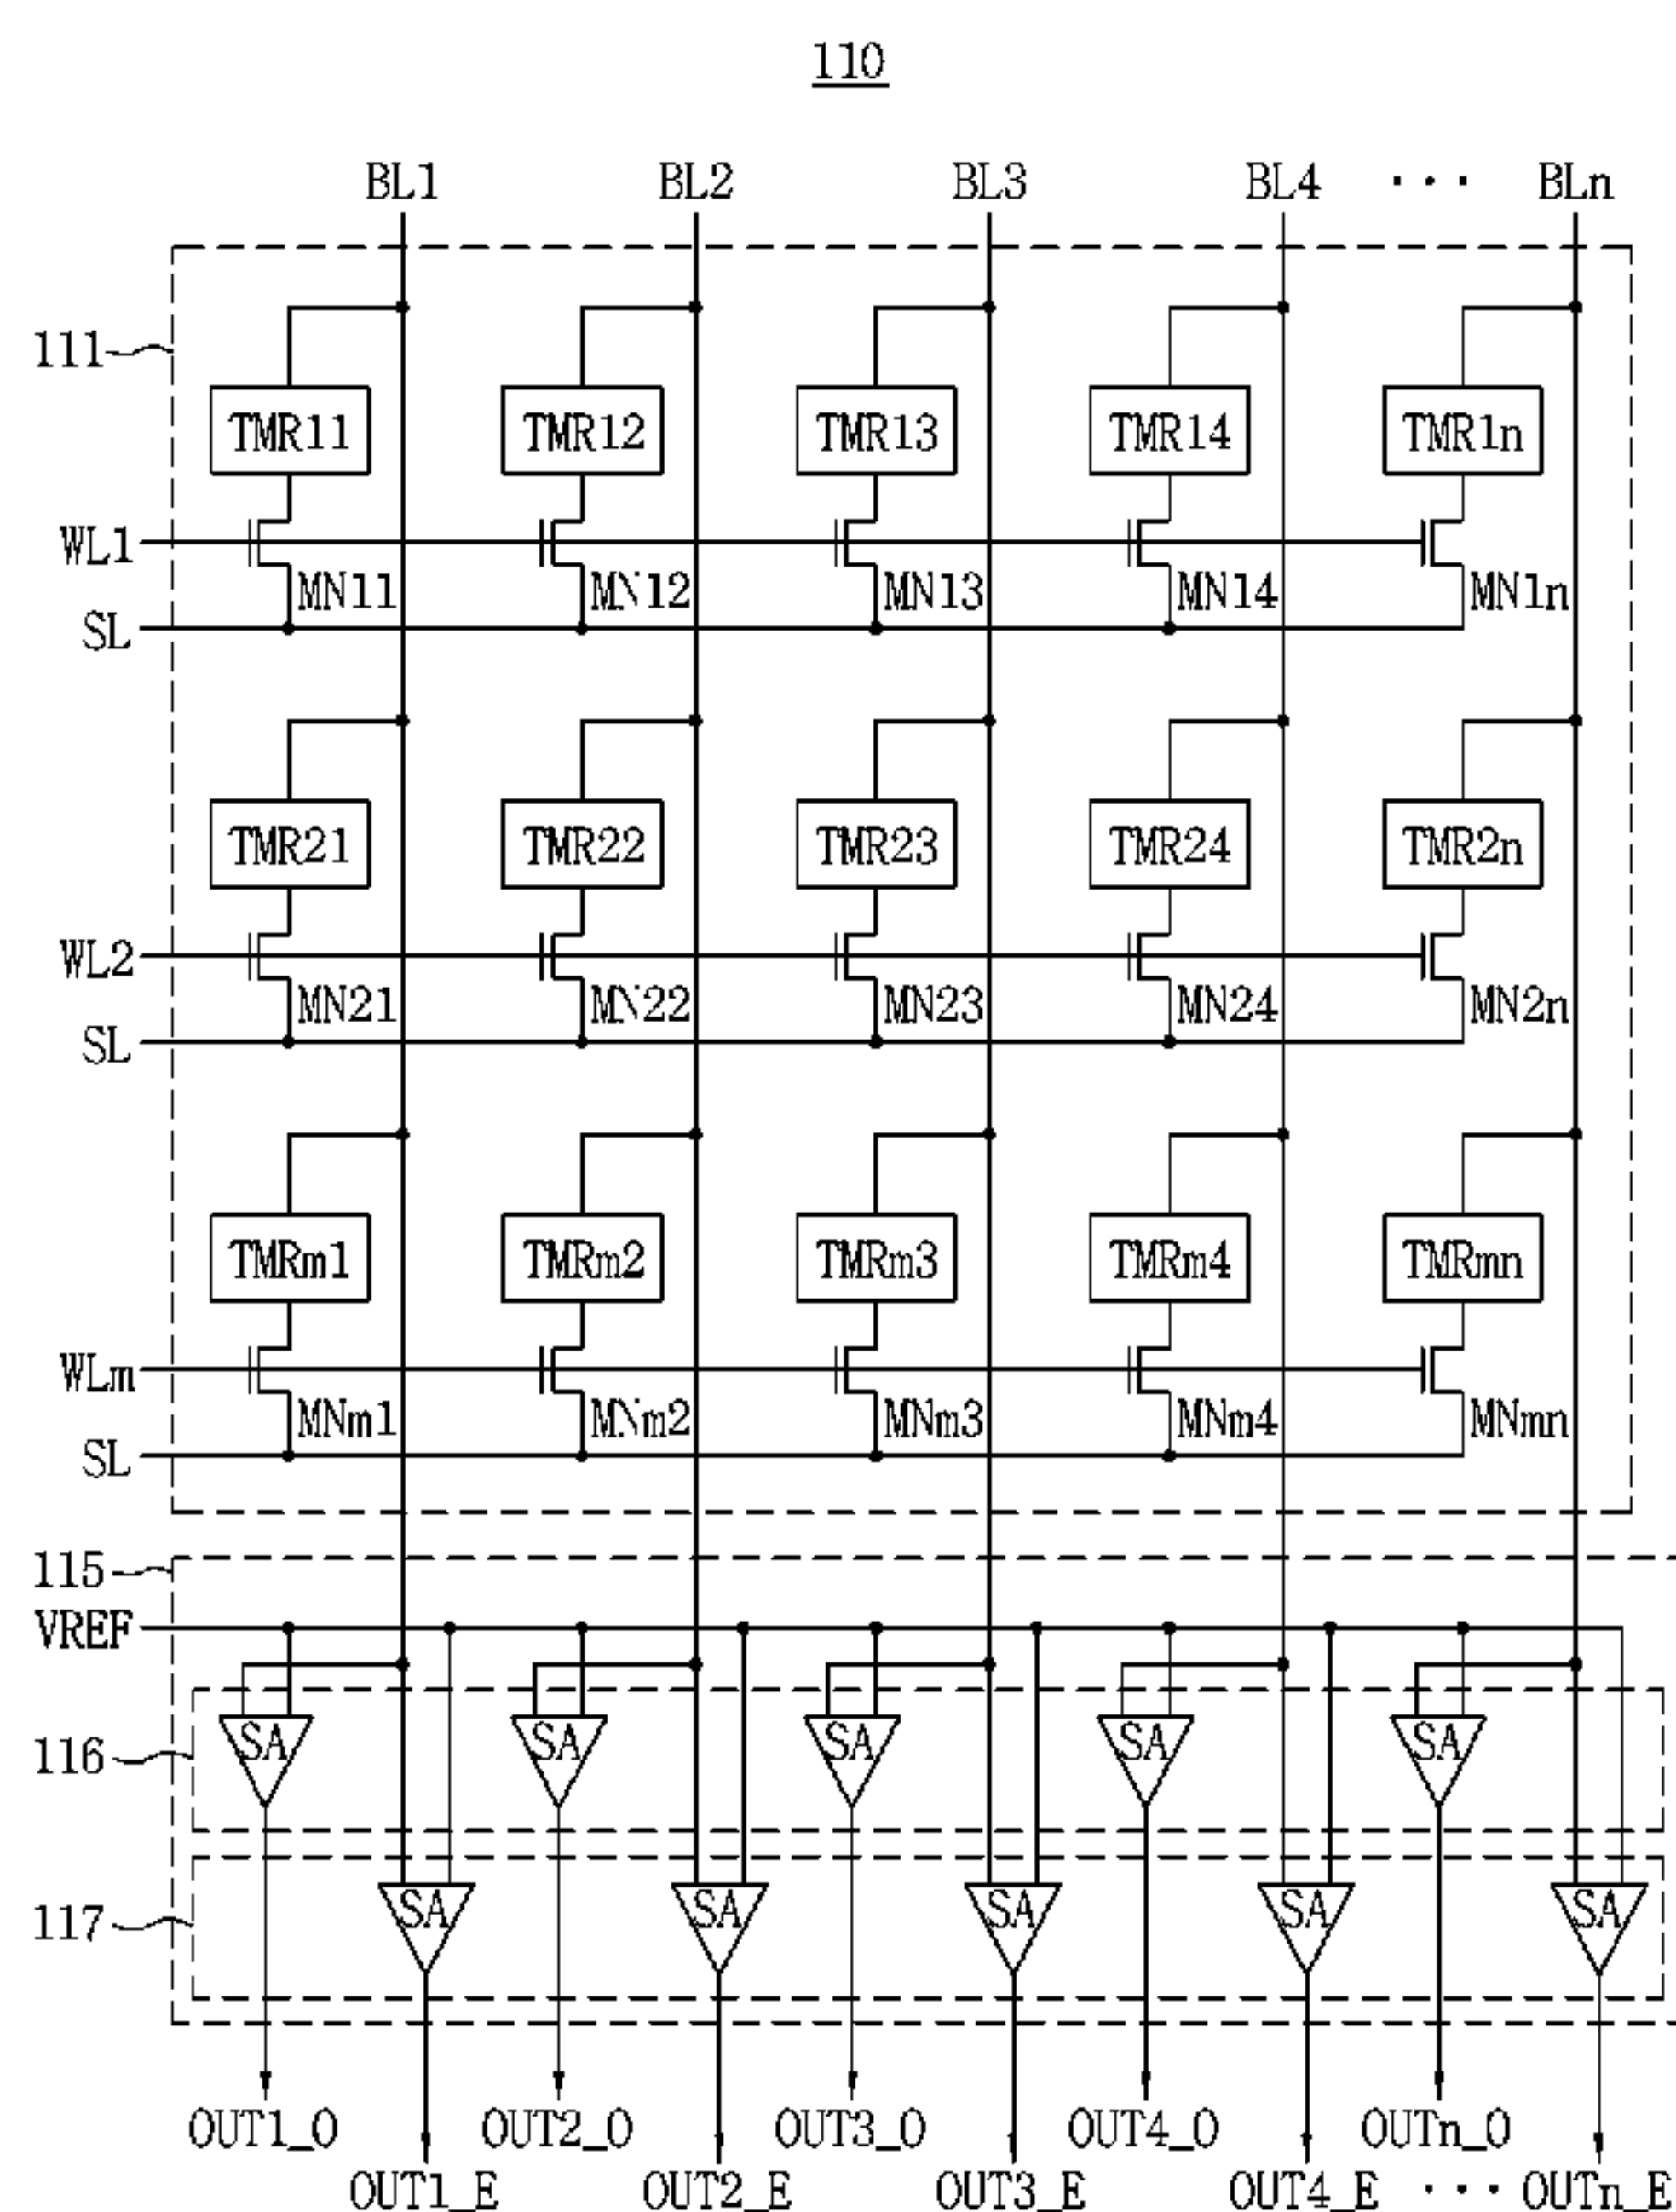 110
BL1 BL2 BL3 BL4 ··· BLn
111
TMR11 TMR12 TMR13 TMR14 TMR1n
WL1
MN11 MN12 MN13 MN14 MN1n
SL
TMR21 TMR22 TMR23 TMR24 TMR2n
WL2
MN21 MN22 MN23 MN24 MN2n
SL
TMRm1 TMRm2 TMRm3 TMRm4 TMRmn
WLm
MNm1 MNm2 MNm3 MNm4 MNmn
SL
115
VREF
116 SA SA SA SA SA
117 SA SA SA SA SA
OUT1_O OUT2_O OUT3_O OUT4_O OUTn_O
OUT1_E OUT2_E OUT3_E OUT4_E ··· OUTn_E